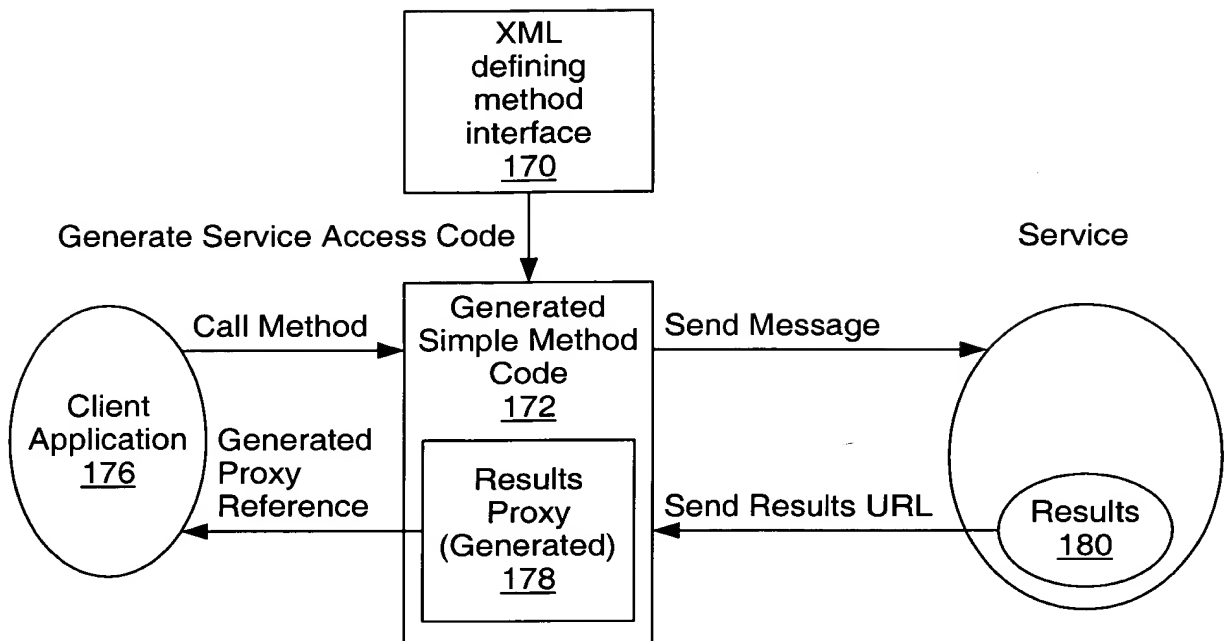 XML
defining
method
interface
170
Generate Service Access Code
Service
Call Method
Generated
Simple Method
Code
172
Send Message
Client
Application
176
Generated
Proxy
Reference
Results
Proxy
(Generated)
178
Send Results URL
Results
180